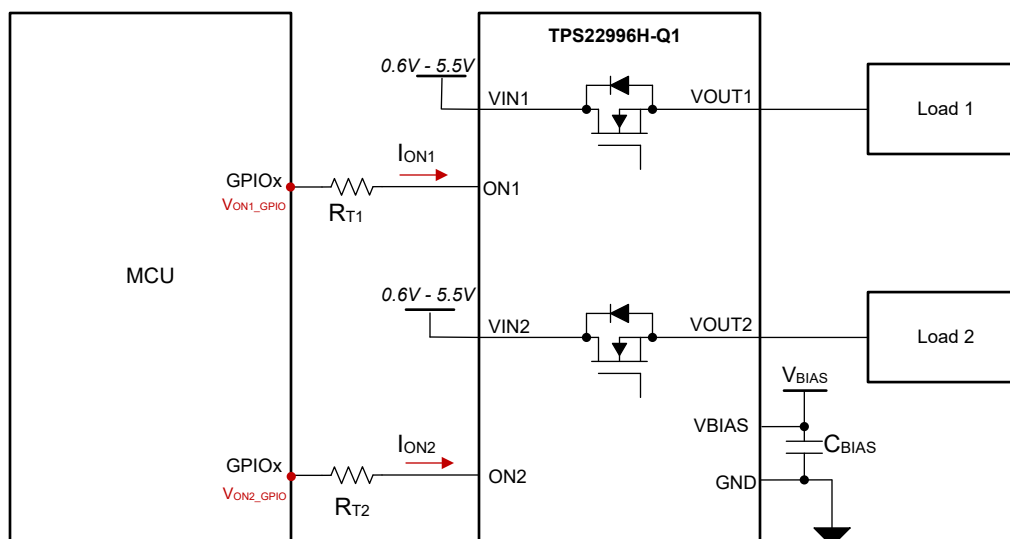 TPS22996H-Q1
0.6V - 5.5V
VIN1
VOUT1
Load 1
GPIOx
VON1_GPIO
RT1
ION1
ON1
MCU
0.6V - 5.5V
VIN2
VOUT2
Load 2
VBIAS
VBIAS
CBIAS
GND
GPIOx
VON2_GPIO
RT2
ION2
ON2